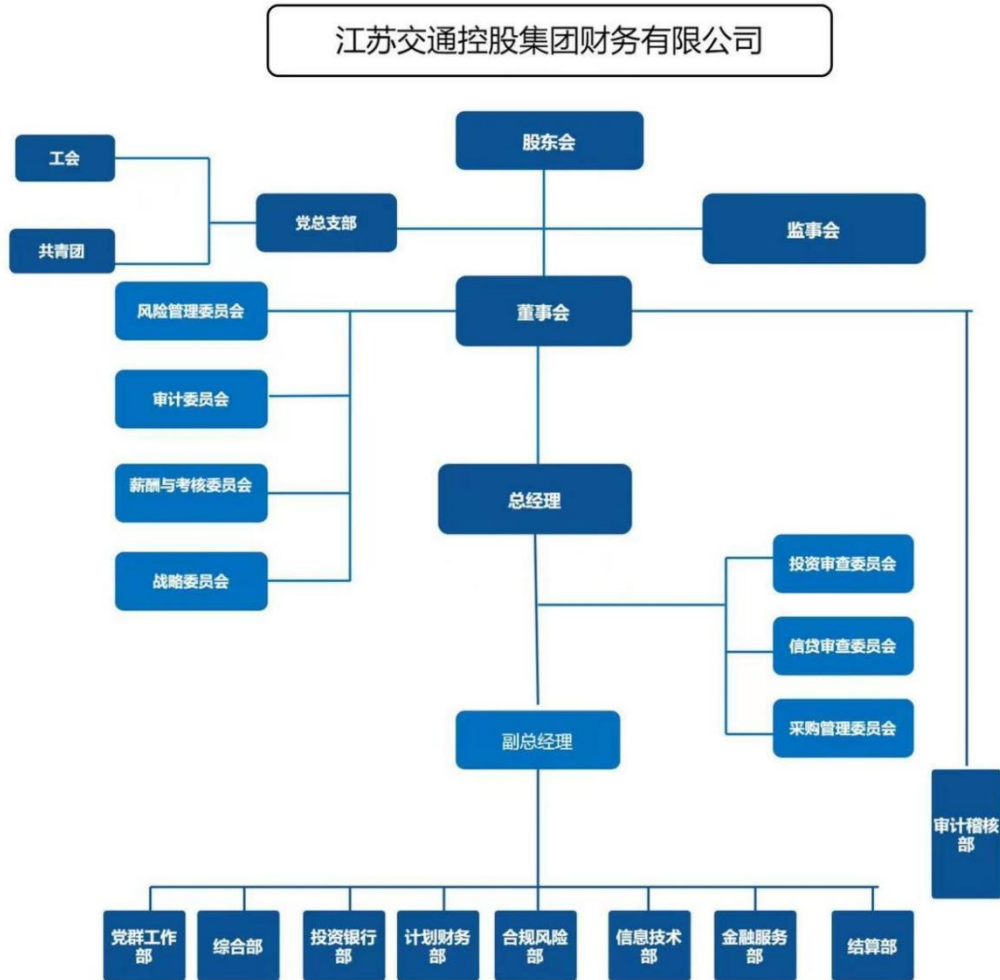 江苏交通控股集团财务有限公司
股东会
工会
党总支部
监事会
共青团
风险管理委员会
董事会
审计委员会
薪酬与考核委员会
总经理
战略委员会
投资审查委员会
信贷审查委员会
采购管理委员会
副总经理
审计稽核
部
党群工作
部
综合部
投资银行
部
计划财务
部
合规风险
部
信息技术
部
金融服务
部
结算部